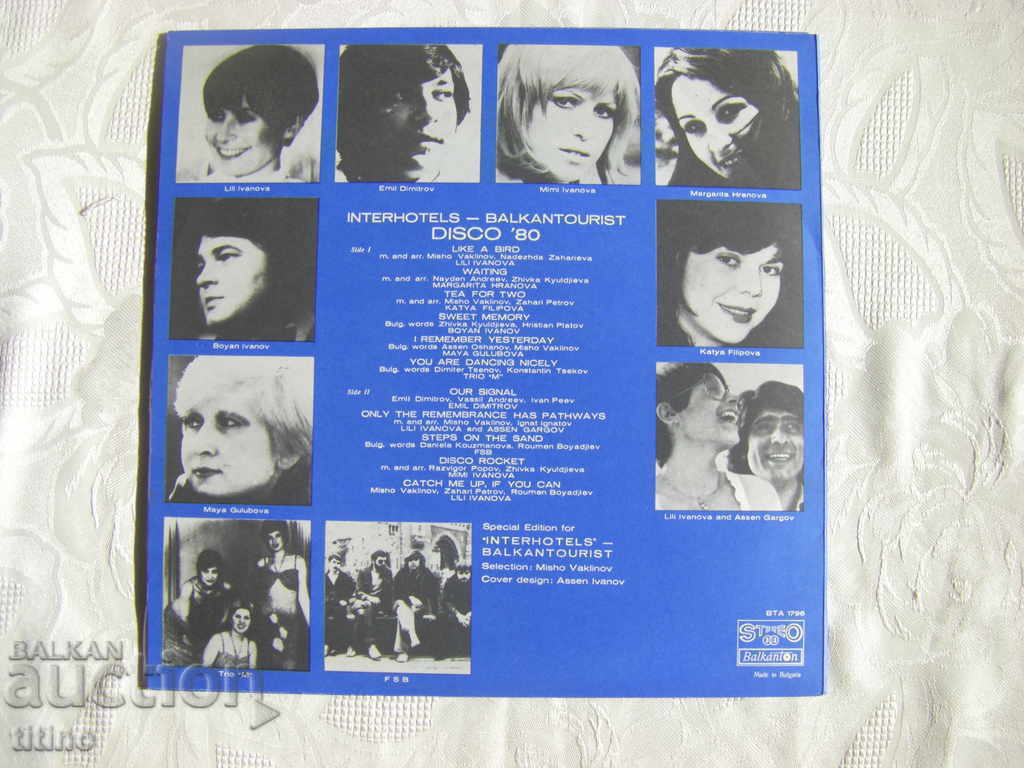 Lili Ivanova
Emil Dimitrov
Mimi Ivanova
Margarita Hranova
INTERHOTELS – BALKANTOURIST
DISCO '80
Side I
LIKE A BIRD
m. and arr. Misho Vaklinov, Nadezhda Zaharieva
LILI IVANOVA
WAITING
m. and arr. Nayden Andreev, Zhivka Kyuldjieva
MARGARITA HRANOVA
TEA FOR TWO
m. and arr. Misho Vaklinov, Zahari Petrov
KATYA FILIPOVA
SWEET MEMORY
Bulg. words Zhivka Kyuldjieva, Hristian Platov
BOYAN IVANOV
I REMEMBER YESTERDAY
Bulg. words Assen Oshanov, Misho Vaklinov
MAYA GULUBOVA
YOU ARE DANCING NICELY
Bulg. words Dimiter Tsenov, Konstantin Tsekov
TRIO "M"
Side II
OUR SIGNAL
Emil Dimitrov, Vassil Andreev, Ivan Peev
EMIL DIMITROV
ONLY THE REMEMBRANCE HAS PATHWAYS
m. and arr. Misho Vaklinov, Ignat Ignatov
LILI IVANOVA and ASSEN GARGOV
STEPS ON THE SAND
Bulg. words Daniela Kouzmanova, Roumen Boyadjiev
FSB
DISCO ROCKET
m. and arr. Razvigor Popov, Zhivka Kyuldjieva
MIMI IVANOVA
CATCH ME UP, IF YOU CAN
Misho Vaklinov, Zahari Petrov, Roumen Boyadjiev
LILI IVANOVA
Boyan Ivanov
Katya Filipova
Maya Gulubova
Lili Ivanova and Assen Gargov
Trio "M"
FSB
Special Edition for
"INTERHOTELS" –
BALKANTOURIST
Selection: Misho Vaklinov
Cover design: Assen Ivanov
BTA 1796
STEREO
33
Balkanton
Made in Bulgaria
BALKAN
auction
titino